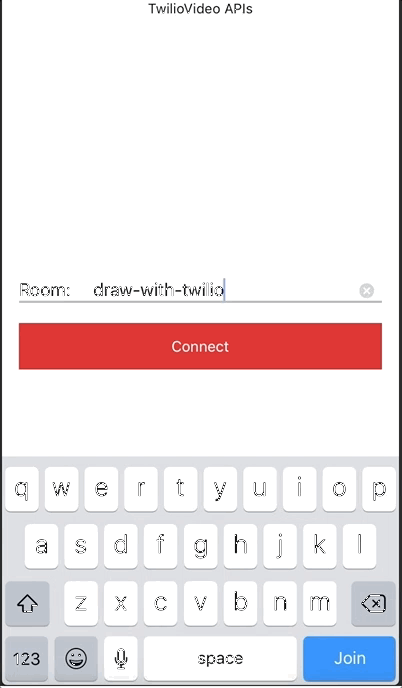 TwilioVideo APIs
Room: draw-with-twilio
Connect
q w e r t y u i o p
a s d f g h j k l
z x c v b n m
123 space Join